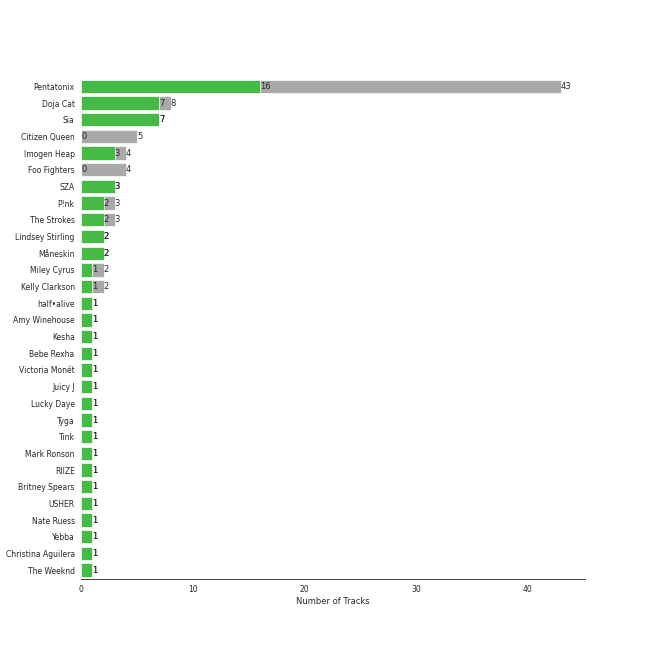 Pentatonix 16 43
Doja Cat 7 8
Sia 7
Citizen Queen 0 5
Imogen Heap 3 4
Foo Fighters 0 4
SZA 3
P!nk 2 3
The Strokes 2 3
Lindsey Stirling 2
Måneskin 2
Miley Cyrus 1 2
Kelly Clarkson 1 2
half•alive 1
Amy Winehouse 1
Kesha 1
Bebe Rexha 1
Victoria Monét 1
Juicy J 1
Lucky Daye 1
Tyga 1
Tink 1
Mark Ronson 1
RIIZE 1
Britney Spears 1
USHER 1
Nate Ruess 1
Yebba 1
Christina Aguilera 1
The Weeknd 1
0 10 20 30 40
Number of Tracks